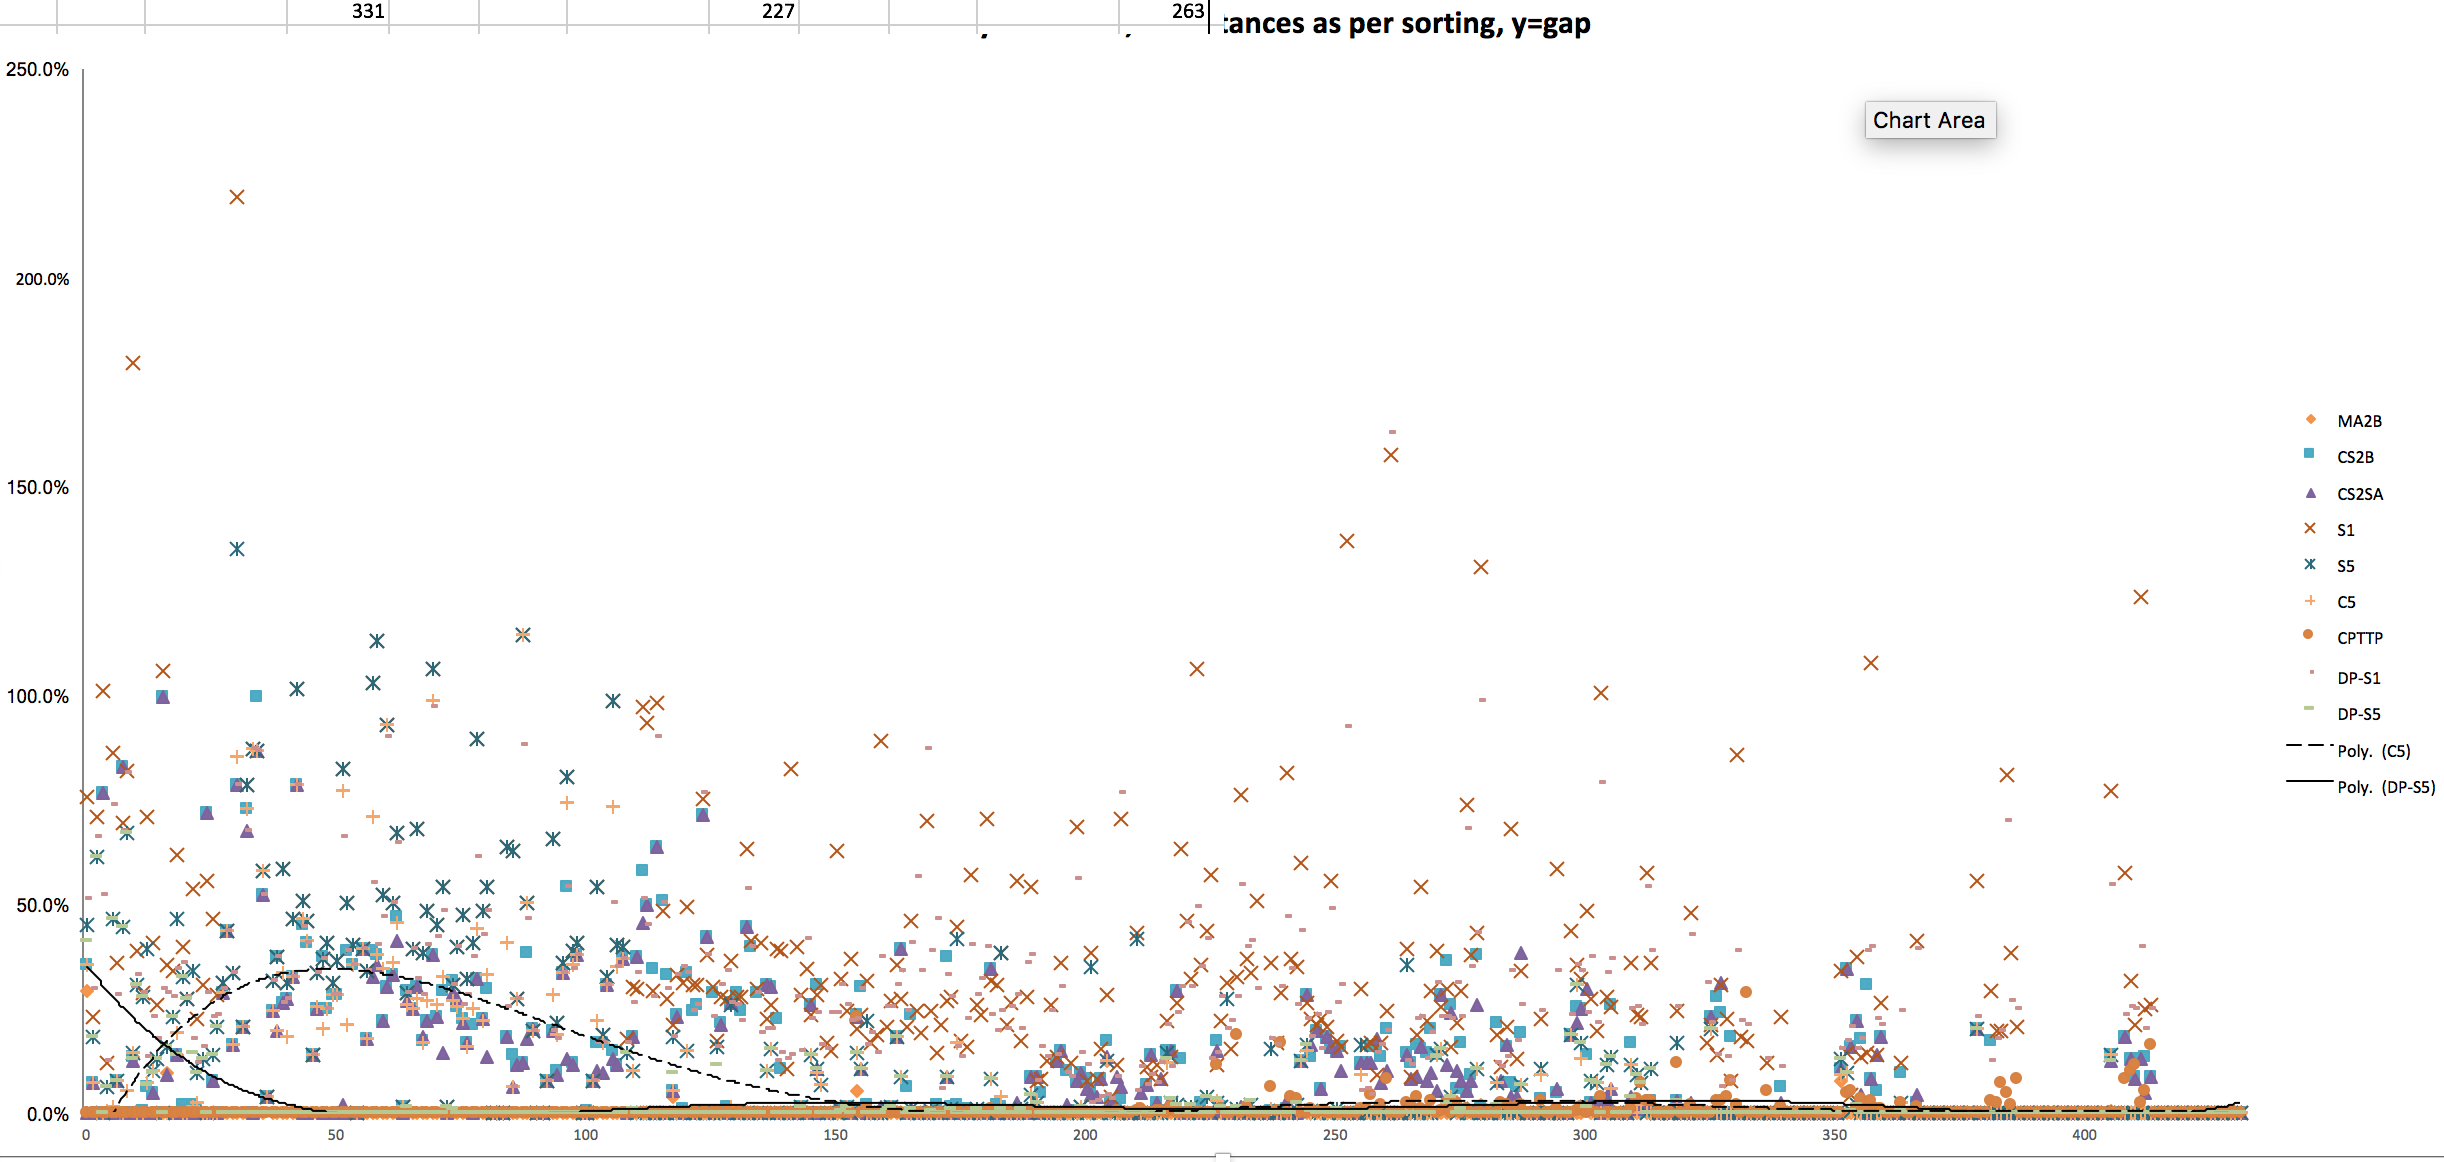 331 227 263
tances as per sorting, y=gap
250.0%
Chart Area
200.0%
150.0%
100.0%
50.0%
0.0%
0 50 100 150 200 250 300 350 400
MA2B
CS2B
CS2SA
S1
S5
C5
CPTTP
DP-S1
DP-S5
Poly. (C5)
Poly. (DP-S5)